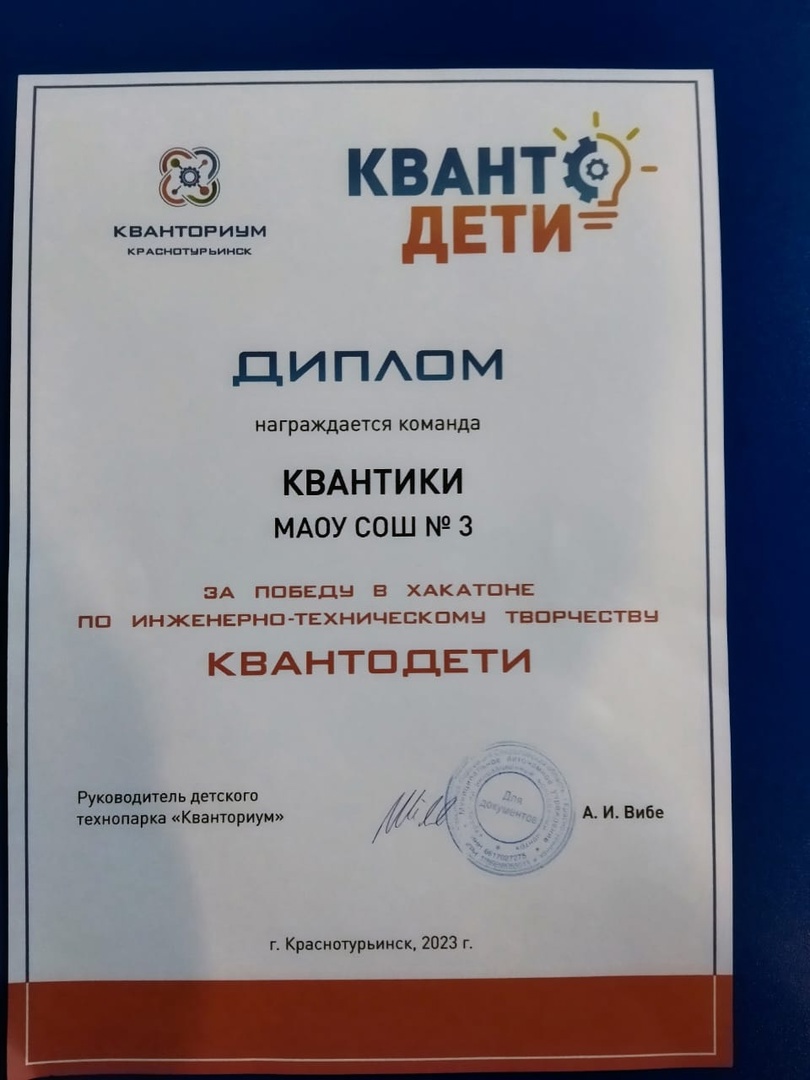 КВАНТОРИУМ
КРАСНОТУРЬИНСК
КВАНТ
ДЕТИ
ДИПЛОМ
награждается команда
КВАНТИКИ
МАОУ СОШ № 3
ЗА ПОБЕДУ В ХАКАТОНЕ
ПО ИНЖЕНЕРНО-ТЕХНИЧЕСКОМУ ТВОРЧЕСТВУ
КВАНТОДЕТИ
Руководитель детского
технопарка «Кванториум»
Для
документов
А. И. Вибе
г. Краснотурьинск, 2023 г.